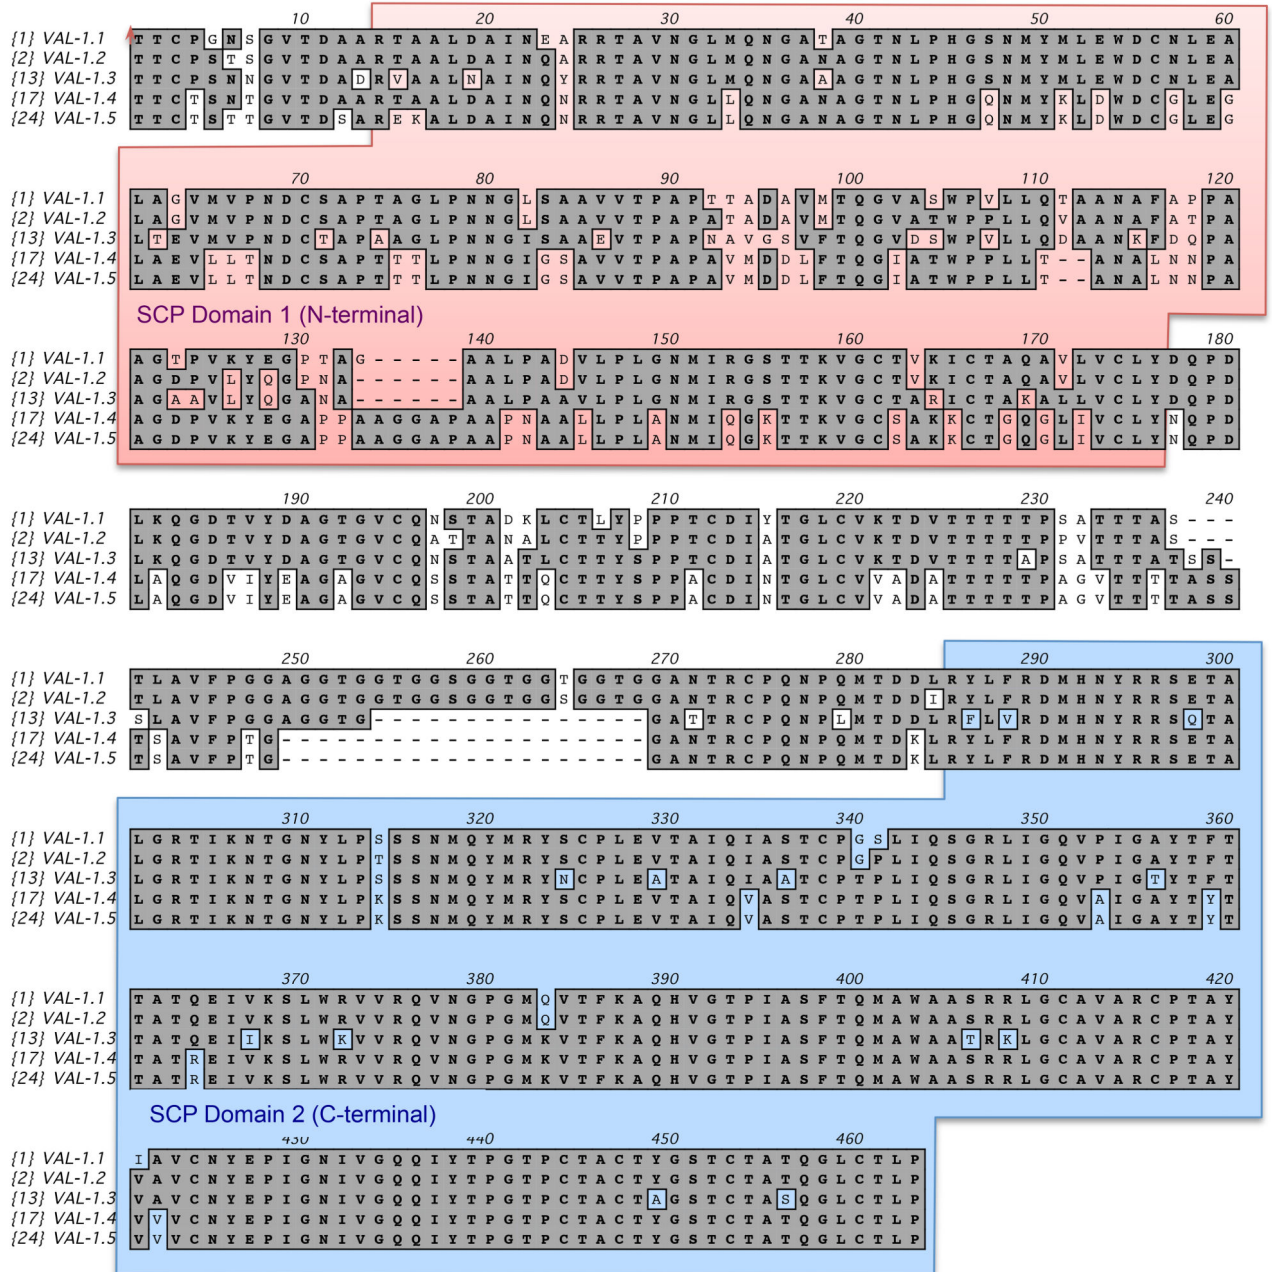 10 20 30 40 50 60
{1} VAL-1.1 TTCPGNSGVTDAARTAALDAINEARRTAVNGLMQNGATAGTNLPHGSNMYMLEWDCNLEA
{2} VAL-1.2 TTCPSTSGVTDAARTAALDAINQARRTAVNGLMQNGANAGTNLPHGSNMYMLEWDCNLEA
{13} VAL-1.3 TTCPSNNGVTDADRVAALNAINQYRRTAVNGLMQNGAAAGTNLPHGSNMYMLEWDCNLEA
{17} VAL-1.4 TTCTSNTGVTDAARTAALDAINQNRRTAVNGLLQNGANAGTNLPHGQNMYKLDWDCGLEG
{24} VAL-1.5 TTCTSTTGVTDSAREKALDAINQNRRTAVNGLLQNGANAGTNLPHGQNMYKLDWDCGLEG
70 80 90 100 110 120
{1} VAL-1.1 LAGVMVPNDCSAPTAGLPNNGLSAAVVTPAPTTADAVMTQGVASWPVLLQTAANAFAPPA
{2} VAL-1.2 LAGVMVPNDCSAPTAGLPNNGLSAAVVTPAPATADAVMTQGVATWPPLLQVAANAFAPPA
{13} VAL-1.3 LTEVMVPNDCTAPAAGLPNNGISAAEVTPAPNAVGSVFTQGVDSWPVLLQDAANKFDQPA
{17} VAL-1.4 LAEVLLTNDCSAPTTTLPNNGIGSAVVTPAPAVMDDLFTQGIATWPPLLT--ANALNNPA
{24} VAL-1.5 LAEVLLTNDCSAPTTTLPNNGIGSAVVTPAPAVMDDLFTQGIATWPPLLT--ANALNNPA
SCP Domain 1 (N-terminal)
130 140 150 160 170 180
{1} VAL-1.1 AGTPVKYEGPTAG-----AALPADVLPLGNMIRGSTTKVGCTVKICTAQAVLVCLYDQPD
{2} VAL-1.2 AGDPVLYQGPNA------AALPADVLPLGNMIRGSTTKVGCTVKICTAQAVLVCLYDQPD
{13} VAL-1.3 AGAAVLYQGANA------AALPAAVLPLGNMIRGSTTKVGCTARICTAKALLVCLYDQPD
{17} VAL-1.4 AGDPVKYEGAPPAAGGAPAAPNAALLPLANMIQGKTTKVGCSAKKCTGQGLIVCLYNQPD
{24} VAL-1.5 AGDPVKYEGAPPAAGGAPAAPNAALLPLANMIQGKTTKVGCSAKKCTGQGLIVCLYNQPD
190 200 210 220 230 240
{1} VAL-1.1 LKQGDTVYDAGTGVCQNSTADKLCTLYPPPTCDIYTGLCVKTDVTTTTTPSATTTAS---
{2} VAL-1.2 LKQGDTVYDAGTGVCQATTANALCTTYPPPTCDIATGLCVKTDVTTTTTPPVTTTAS---
{13} VAL-1.3 LKQGDTVYDAGTGVCQNSTAATLCTTYSPPTCDIATGLCVKTDVTTTTAPSATTTATSS-
{17} VAL-1.4 LAQGDVIYEAGAGVCQSSTATTQCTTYSPPACDINTGLCVVADATTTTTPAGVTTTTASS
{24} VAL-1.5 LAQGDVIYEAGAGVCQSSTATTQCTTYSPPACDINTGLCVVADATTTTTPAGVTTTTASS
250 260 270 280 290 300
{1} VAL-1.1 TLAVFPGGAGGTGGTGGSGGTGGTGGTGGANTRCPQNPQMTDDLRYLFRDMHNYRRSETA
{2} VAL-1.2 TLAVFPGGAGGTGGTGGSGGTGGSGGTGGANTRCPQNPQMTDDIRYLFRDMHNYRRSETA
{13} VAL-1.3 SLAVFPGGAGGTG---------------GATTRCPQNPLMTDDLRFLVRDMHNYRRSQTA
{17} VAL-1.4 TSAVFPTG--------------------GANTRCPQNPQMTDKLRYLFRDMHNYRRSETA
{24} VAL-1.5 TSAVFPTG--------------------GANTRCPQNPQMTDKLRYLFRDMHNYRRSETA
310 320 330 340 350 360
{1} VAL-1.1 LGRTIKNTGNYLPSSSNMQYMRYSCPLEVTAIQIASTCPGSLIQSGRLIGQVPIGAYTFT
{2} VAL-1.2 LGRTIKNTGNYLPTSSNMQYMRYSCPLEVTAIQIASTCPGPLIQSGRLIGQVPIGAYTFT
{13} VAL-1.3 LGRTIKNTGNYLPSSSNMQYMRYNCPLEATAIQIAATCPTPLIQSGRLIGQVPIGTYTFT
{17} VAL-1.4 LGRTIKNTGNYLPKSSNMQYMRYSCPLEVTAIQVASTCPTPLIQSGRLIGQVAIGAYTYT
{24} VAL-1.5 LGRTIKNTGNYLPKSSNMQYMRYSCPLEVTAIQVASTCPTPLIQSGRLIGQVAIGAYTYT
370 380 390 400 410 420
{1} VAL-1.1 TATQEIVKSLWRVVRQVNGPGMQVTFKAQHVGTPIASFTQMAWAASRRLGCAVARCPTAY
{2} VAL-1.2 TATQEIVKSLWRVVRQVNGPGMQVTFKAQHVGTPIASFTQMAWAASRRLGCAVARCPTAY
{13} VAL-1.3 TATQEIIKSLWKVVRQVNGPGMKVTFKAQHVGTPIASFTQMAWAATRKLGCAVARCPTAY
{17} VAL-1.4 TATREIVKSLWRVVRQVNGPGMKVTFKAQHVGTPIASFTQMAWAASRRLGCAVARCPTAY
{24} VAL-1.5 TATREIVKSLWRVVRQVNGPGMKVTFKAQHVGTPIASFTQMAWAASRRLGCAVARCPTAY
SCP Domain 2 (C-terminal)
430 440 450 460
{1} VAL-1.1 IAVCNYEPIGNIVGQQIYTPGTPCTACTYGSTCTATQGLCTLP
{2} VAL-1.2 VAVCNYEPIGNIVGQQIYTPGTPCTACTYGSTCTATQGLCTLP
{13} VAL-1.3 VAVCNYEPIGNIVGQQIYTPGTPCTACTAGSTCTASQGLCTLP
{17} VAL-1.4 VVVCNYEPIGNIVGQQIYTPGTPCTACTYGSTCTATQGLCTLP
{24} VAL-1.5 VVVCNYEPIGNIVGQQIYTPGTPCTACTYGSTCTATQGLCTLP